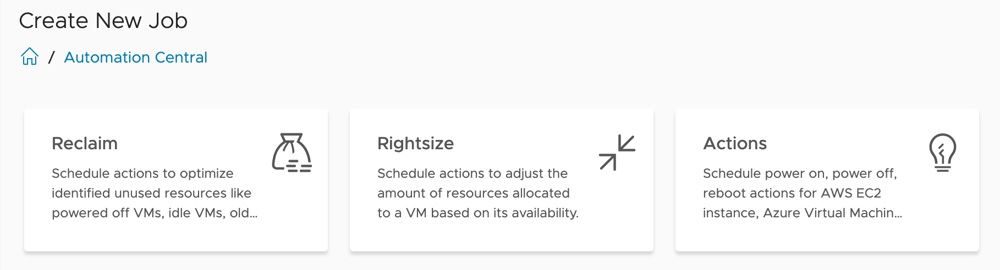 Create New Job
/ Automation Central
Reclaim
Schedule actions to optimize
identified unused resources like
powered off VMs, idle VMs, old...
Rightsize
Schedule actions to adjust the
amount of resources allocated
to a VM based on its availability.
Actions
Schedule power on, power off,
reboot actions for AWS EC2
instance, Azure Virtual Machin...